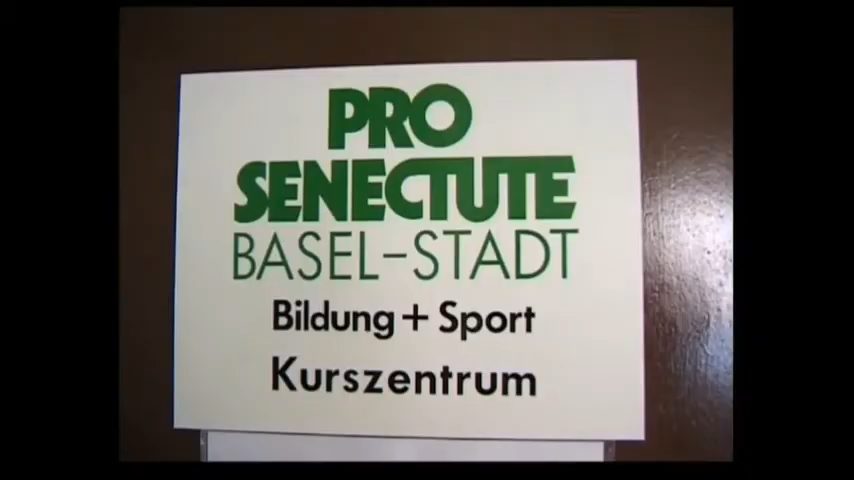 PRO
SENECTUTE
BASEL-STADT
Bildung + Sport
Kurszentrum